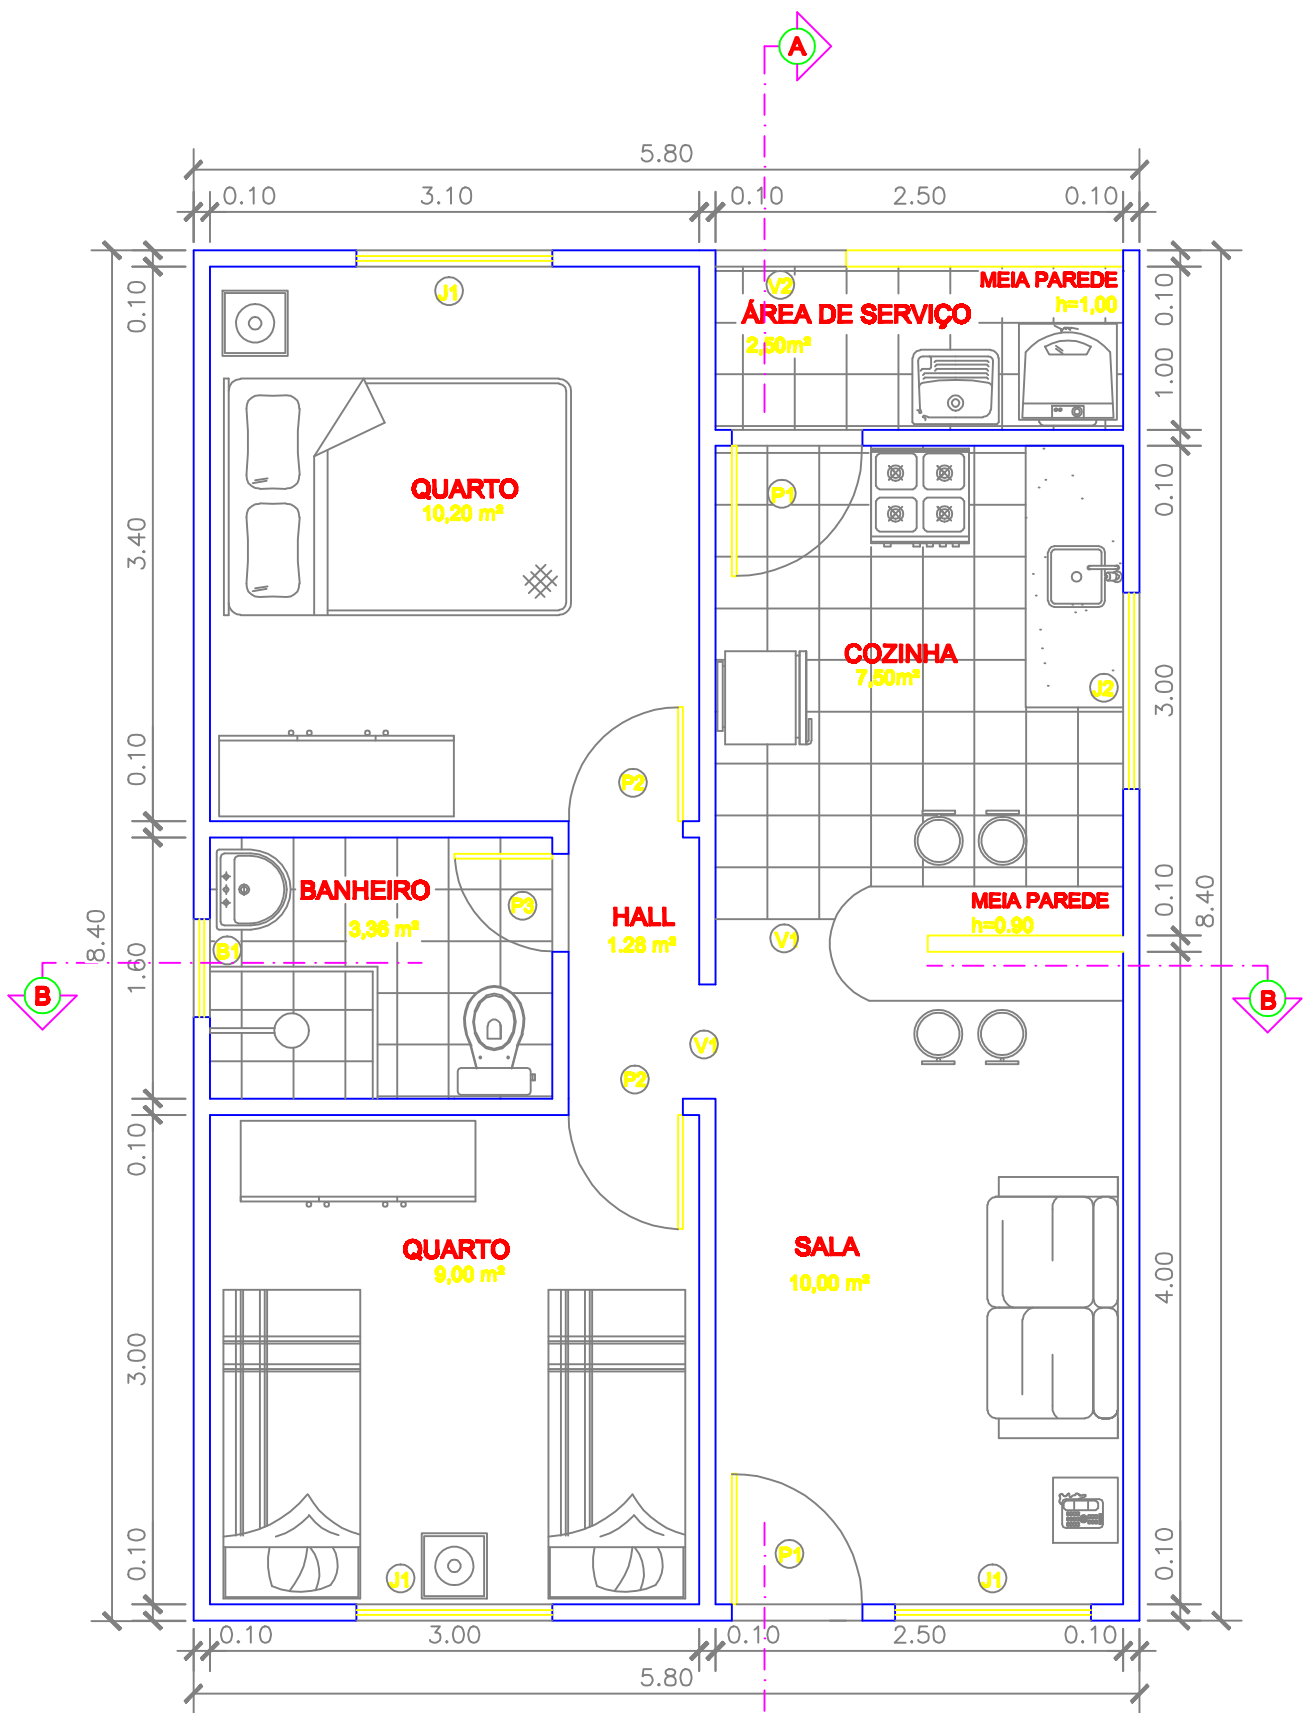 A
5.80
0.10 3.10 0.10 2.50 0.10
J1
V2
MEIA PAREDE
h=1,00
ÁREA DE SERVIÇO
2,50m²
0.10
0.10
1.00
QUARTO
10,20 m²
P1
0.10
3.40
COZINHA
7,50m²
J2
3.00
0.10
P2
BANHEIRO
3,36 m²
P3
HALL
1.28 m²
MEIA PAREDE
h=0.90
0.10
8.40
8.40
V1
B1
1.60
B
B
V1
P2
0.10
QUARTO
9,00 m²
SALA
10,00 m²
4.00
3.00
0.10
0.10
J1
P1
J1
0.10 3.00 0.10 2.50 0.10
5.80